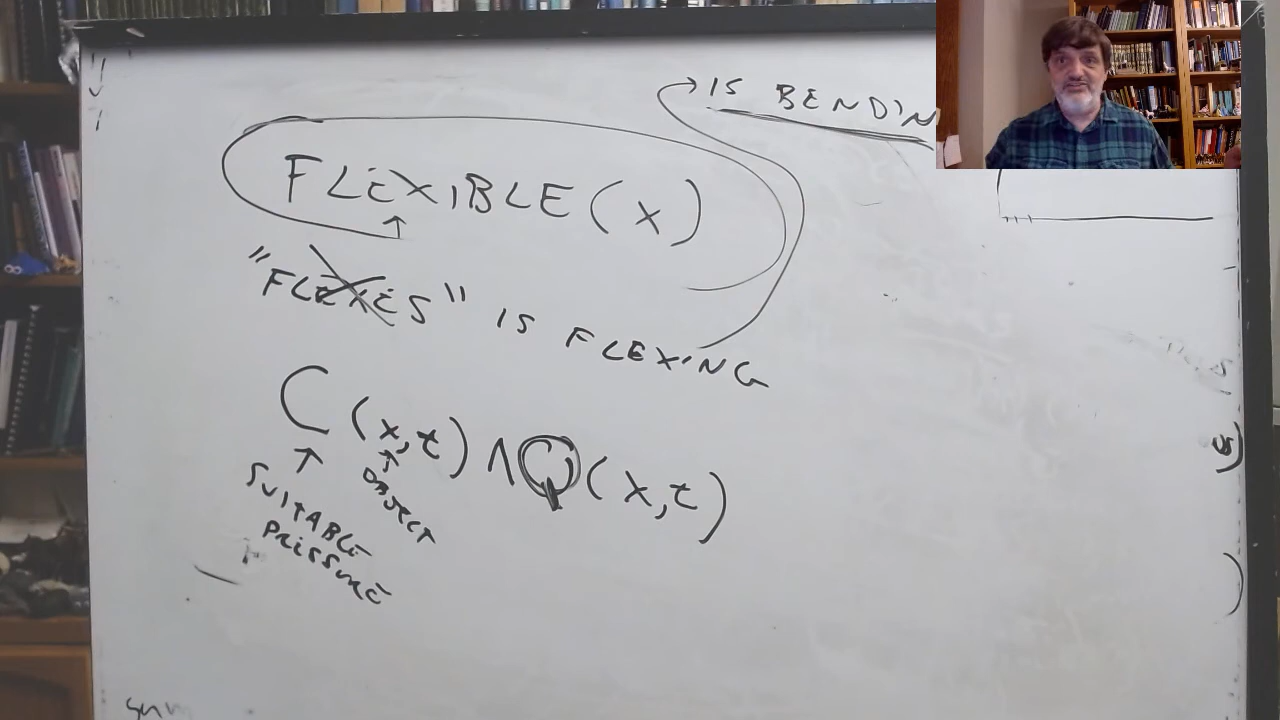 IS BENDIN
FLEXIBLE(x)
↑
"FLEXES" IS FLEXING
C(x,t) ∧ Q(x,t)
↑ ↑
SUITABLE OBJECT
PRESSURE